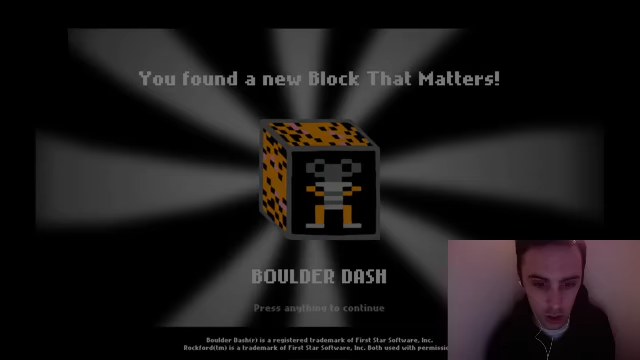 You found a new Block That Matters!
BOULDER DASH
Press anything to continue
Boulder Dash(r) is a registered trademark of First Star Software, Inc.
Rockford(tm) is a trademark of First Star Software, Inc. Both used with